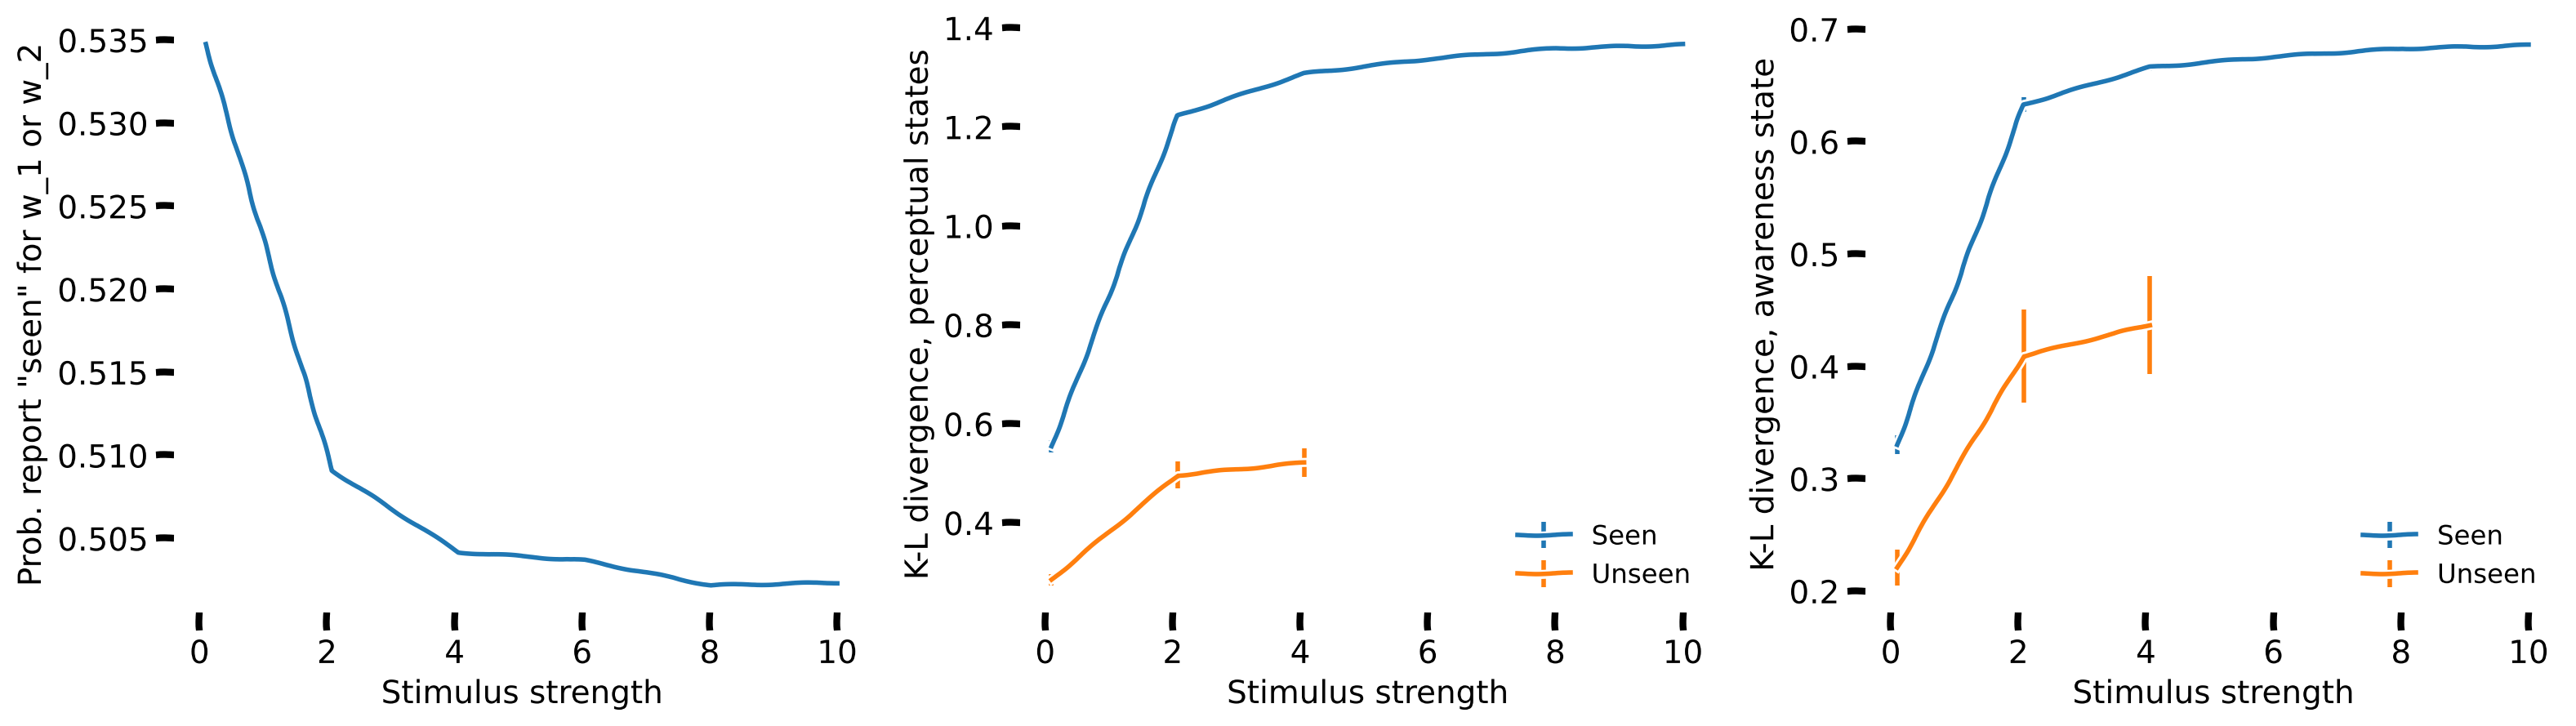 Prob. report "seen" for w_1 or w_2
0.535
0.530
0.525
0.520
0.515
0.510
0.505
0 2 4 6 8 10
Stimulus strength
K-L divergence, perceptual states
1.4
1.2
1.0
0.8
0.6
0.4
Seen
Unseen
0 2 4 6 8 10
Stimulus strength
K-L divergence, awareness state
0.7
0.6
0.5
0.4
0.3
0.2
Seen
Unseen
0 2 4 6 8 10
Stimulus strength